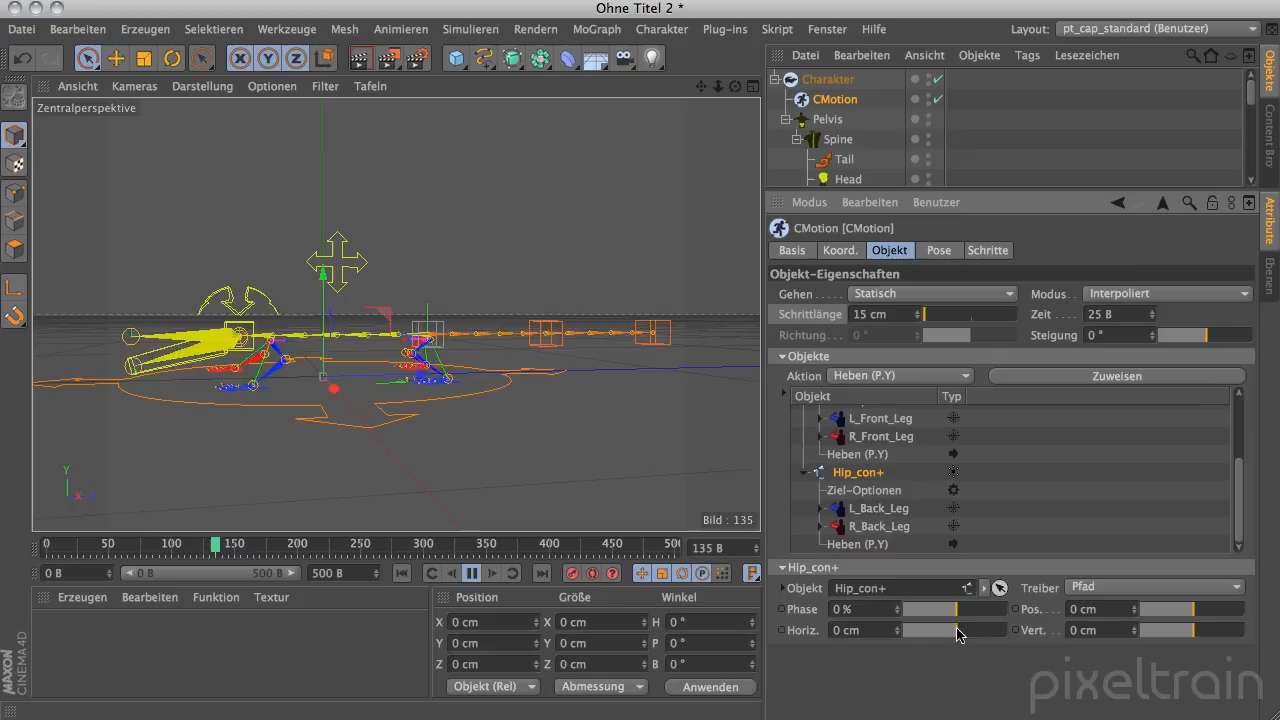 Ohne Titel 2 *
Datei Bearbeiten Erzeugen Selektieren Werkzeuge Mesh Animieren Simulieren Rendern MoGraph Charakter Plug-ins Skript Fenster Hilfe Layout: pt_cap_standard (Benutzer)
X Y Z
Datei Bearbeiten Ansicht Objekte Tags Lesezeichen
Ansicht Kameras Darstellung Optionen Filter Tafeln
Zentralperspektive
Charakter
CMotion
Pelvis
Spine
Tail
Head
Objekte
Content Bro
Modus Bearbeiten Benutzer
CMotion [CMotion]
Basis Koord. Objekt Pose Schritte
Objekt-Eigenschaften
Gehen . . . . . Statisch Modus: Interpoliert
Schrittlänge 15 cm Zeit . . . . 25 B
Richtung . . 0 ° Steigung 0 °
Attribute
Ebenen
Objekte
Aktion Heben (P.Y) Zuweisen
Objekt Typ
L_Front_Leg
R_Front_Leg
Heben (P.Y)
Hip_con+
Ziel-Optionen
L_Back_Leg
R_Back_Leg
Heben (P.Y)
Hip_con+
Objekt Hip_con+ Treiber Pfad
Phase 0 % Pos. . . . 0 cm
Horiz. 0 cm Vert. . . . 0 cm
Y
X
Z
Bild : 135
0 50 100 150 200 250 300 350 400 450 50 135 B
0 B 0 B 500 B 500 B
P
Erzeugen Bearbeiten Funktion Textur
Position Größe Winkel
X 0 cm X 0 cm H 0 °
Y 0 cm Y 0 cm P 0 °
Z 0 cm Z 0 cm B 0 °
Objekt (Rel) Abmessung Anwenden
MAXON
CINEMA 4D
pixeltrain